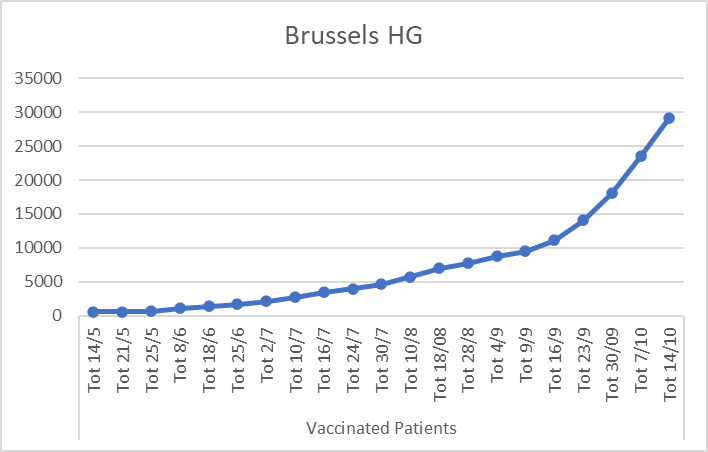 Brussels HG
35000
30000
25000
20000
15000
10000
5000
0
Tot 14/5
Tot 21/5
Tot 25/5
Tot 8/6
Tot 18/6
Tot 25/6
Tot 2/7
Tot 10/7
Tot 16/7
Tot 24/7
Tot 30/7
Tot 10/8
Tot 18/08
Tot 28/8
Tot 4/9
Tot 9/9
Tot 16/9
Tot 23/9
Tot 30/09
Tot 7/10
Tot 14/10
Vaccinated Patients